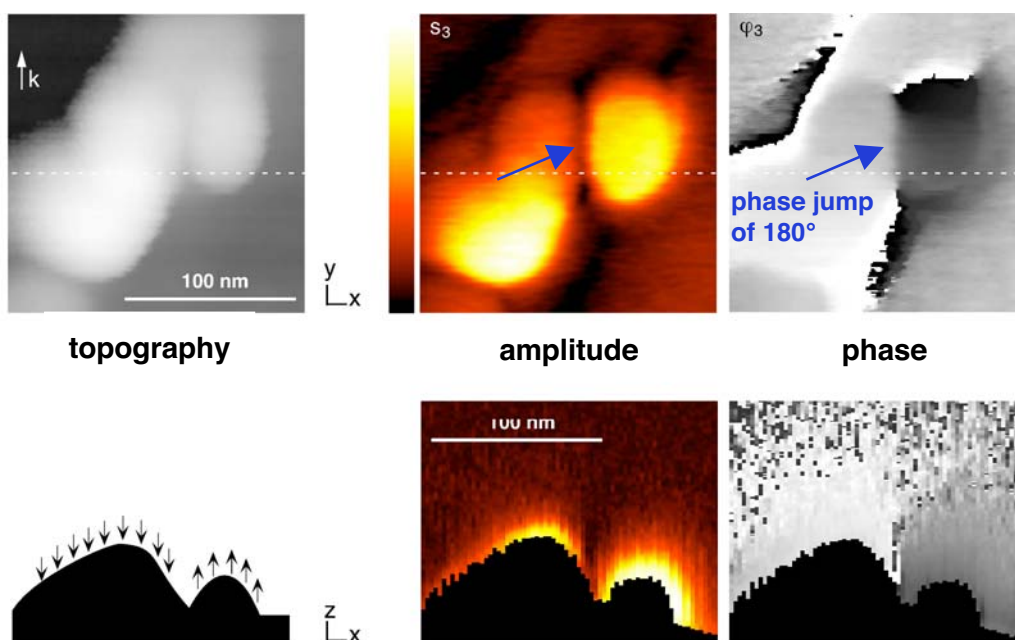 k
100 nm
y
x
s3
φ3
phase jump
of 180°
topography
amplitude
phase
100 nm
z
x